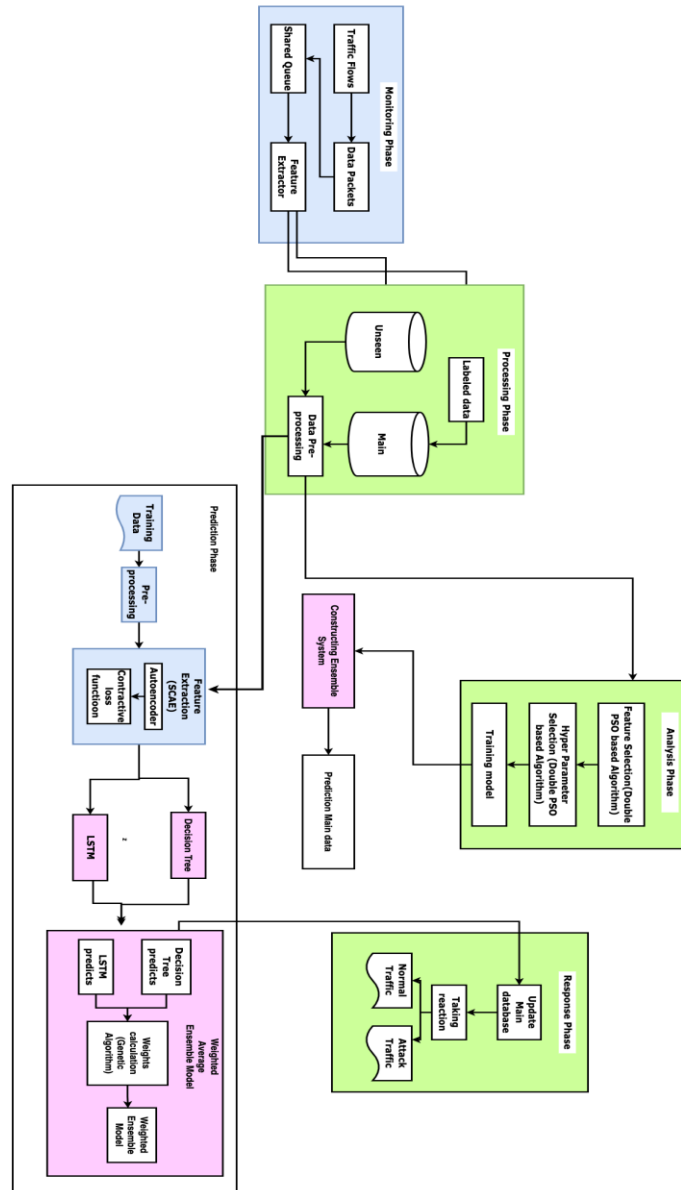 Monitoring Phase
Traffic Flows
Data Packets
Shared Queue
Feature
Extractor
Processing Phase
Labeled data
Unseen
Main
Data Pre-
processing
Analysis Phase
Feature Selection(Double
PSO based Algorithm)
Hyper Parameter
Selection (Double PSO
based Algorithm)
Training model
Constructing Ensemble
System
Prediction Main data
Prediction Phase
Training
Data
Pre-
processing
Feature
Extraction
(SCAE)
Autoencoder
Contractive
loss
functioon
Decision Tree
LSTM
z
Weighted
Average
Ensemble Model
Decision
Tree
predicts
LSTM
predicts
Weights
calculation
(Genetic
Algorithm)
Weighted
Ensemble
Model
Response Phase
Update
Main
database
Taking
reaction
Normal
Traffic
Attack
Traffic